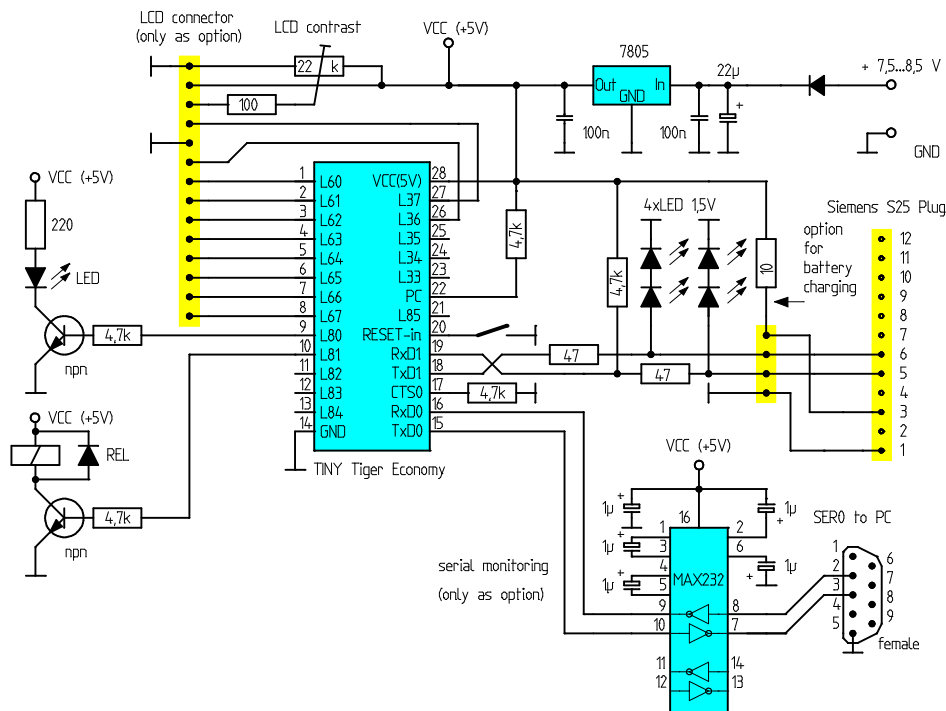 LCD connector
(only as option)
LCD contrast
VCC (+5V)
22 k
100
7805
Out In
GND
22µ
+
100n
100n
+ 7,5...8,5 V
GND
VCC (+5V)
220
LED
4,7k
npn
VCC (+5V)
REL
4,7k
npn
1 L60
2 L61
3 L62
4 L63
5 L64
6 L65
7 L66
8 L67
9 L80
10 L81
11 L82
12 L83
13 L84
14 GND
VCC(5V) 28
L37 27
L36 26
L35 25
L34 24
L33 23
PC 22
L85 21
RESET-in 20
RxD1 19
TxD1 18
CTS0 17
RxD0 16
TxD0 15
TINY Tiger Economy
4,7k
4,7k
4,7k
47
47
4xLED 1,5V
10
option
for
battery
charging
Siemens S25 Plug
12
11
10
9
8
7
6
5
4
3
2
1
VCC (+5V)
serial monitoring
(only as option)
1µ +
1µ +
1µ +
1µ +
1µ +
16
MAX232
1
3
4
5
9
10
11
12
2
6
8
7
14
13
SER0 to PC
1
2
3
4
5
6
7
8
9
female